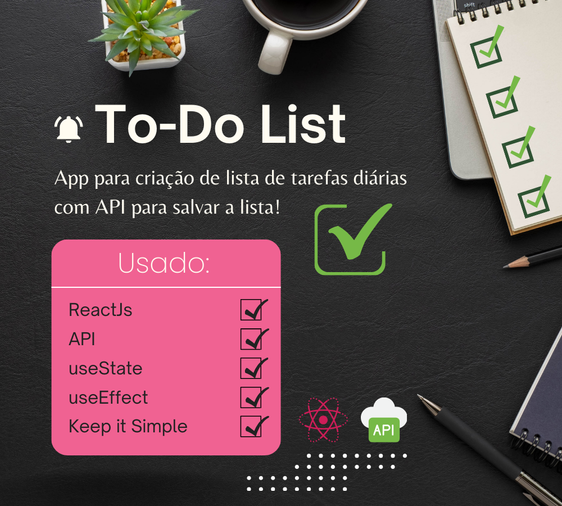 To-Do List
App para criação de lista de tarefas diárias
com API para salvar a lista!
Usado:
ReactJs
API
useState
useEffect
Keep it Simple
API